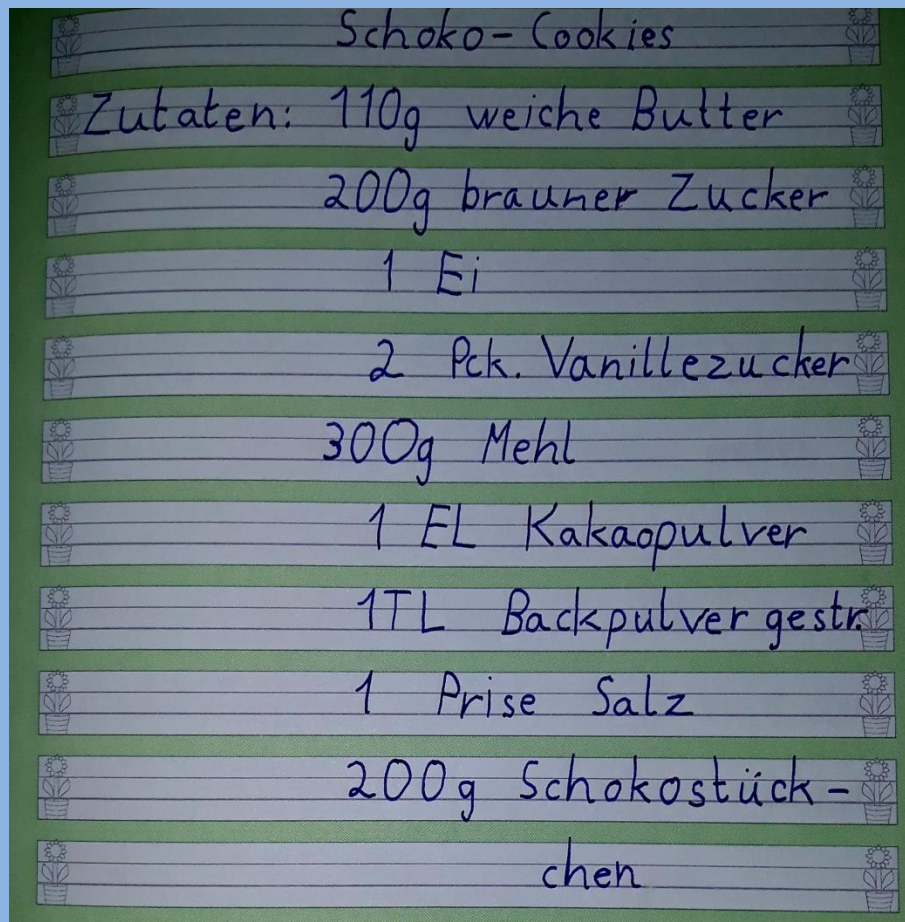 Schoko-Cookies
Zutaten: 110g weiche Butter
200g brauner Zucker
1 Ei
2 Pck. Vanillezucker
300g Mehl
1 EL Kakaopulver
1TL Backpulver gestr.
1 Prise Salz
200g Schokostück-
chen